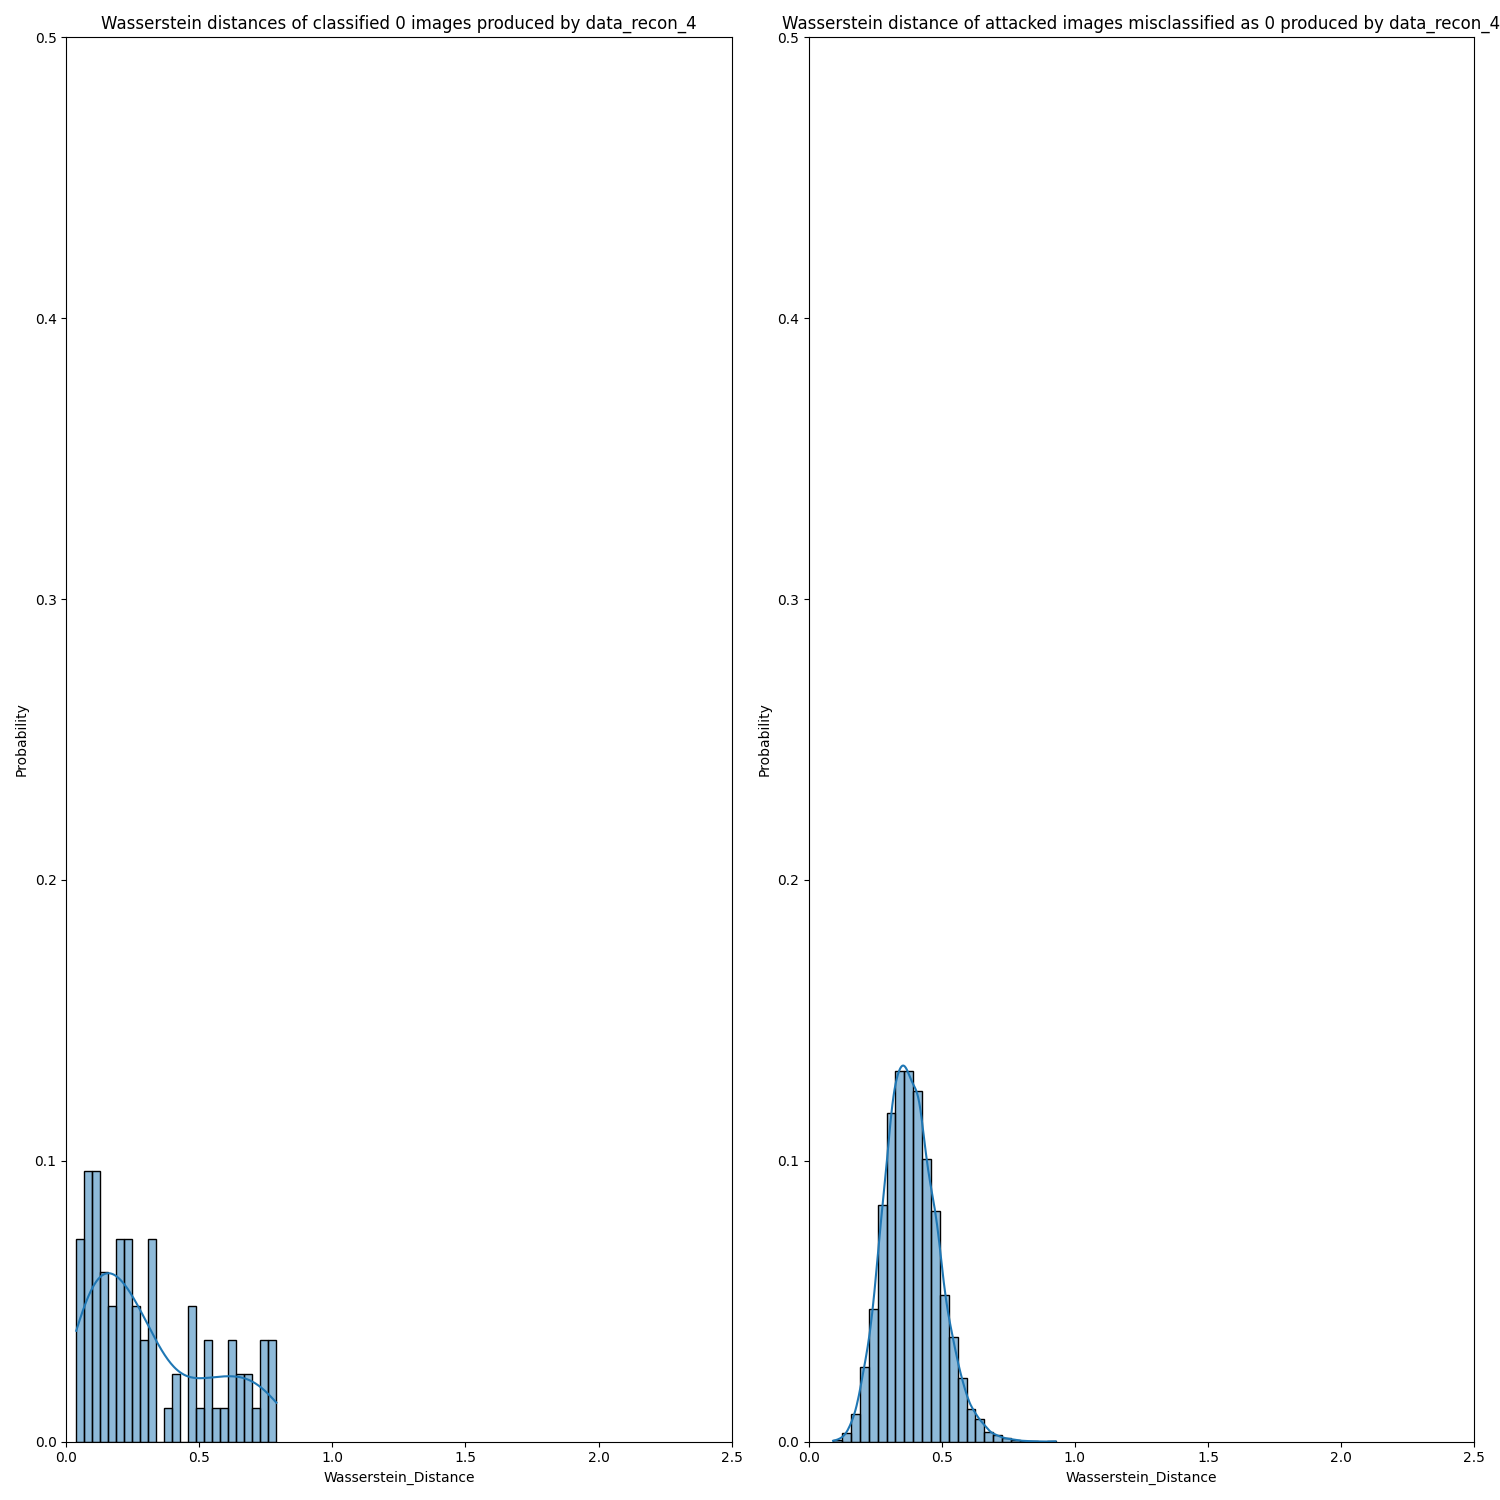 Wasserstein distances of classified 0 images produced by data_recon_4
0.5
0.4
0.3
0.2
0.1
0.0
Probability
0.0 0.5 1.0 1.5 2.0 2.5
Wasserstein_Distance
Wasserstein distance of attacked images misclassified as 0 produced by data_recon_4
0.5
0.4
0.3
0.2
0.1
0.0
Probability
0.0 0.5 1.0 1.5 2.0 2.5
Wasserstein_Distance